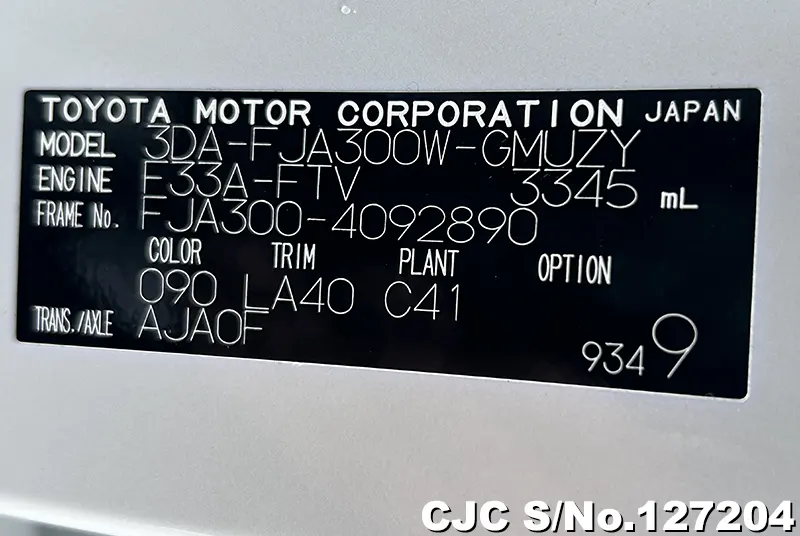 TOYOTA MOTOR CORPORATION JAPAN
MODEL 3DA-FJA300W-GMUZY
ENGINE F33A-FTV 3345 mL
FRAME No. FJA300-4092890
COLOR TRIM PLANT OPTION
090 LA40 C41
TRANS./AXLE AJA0F
9349
CJC S/No.127204